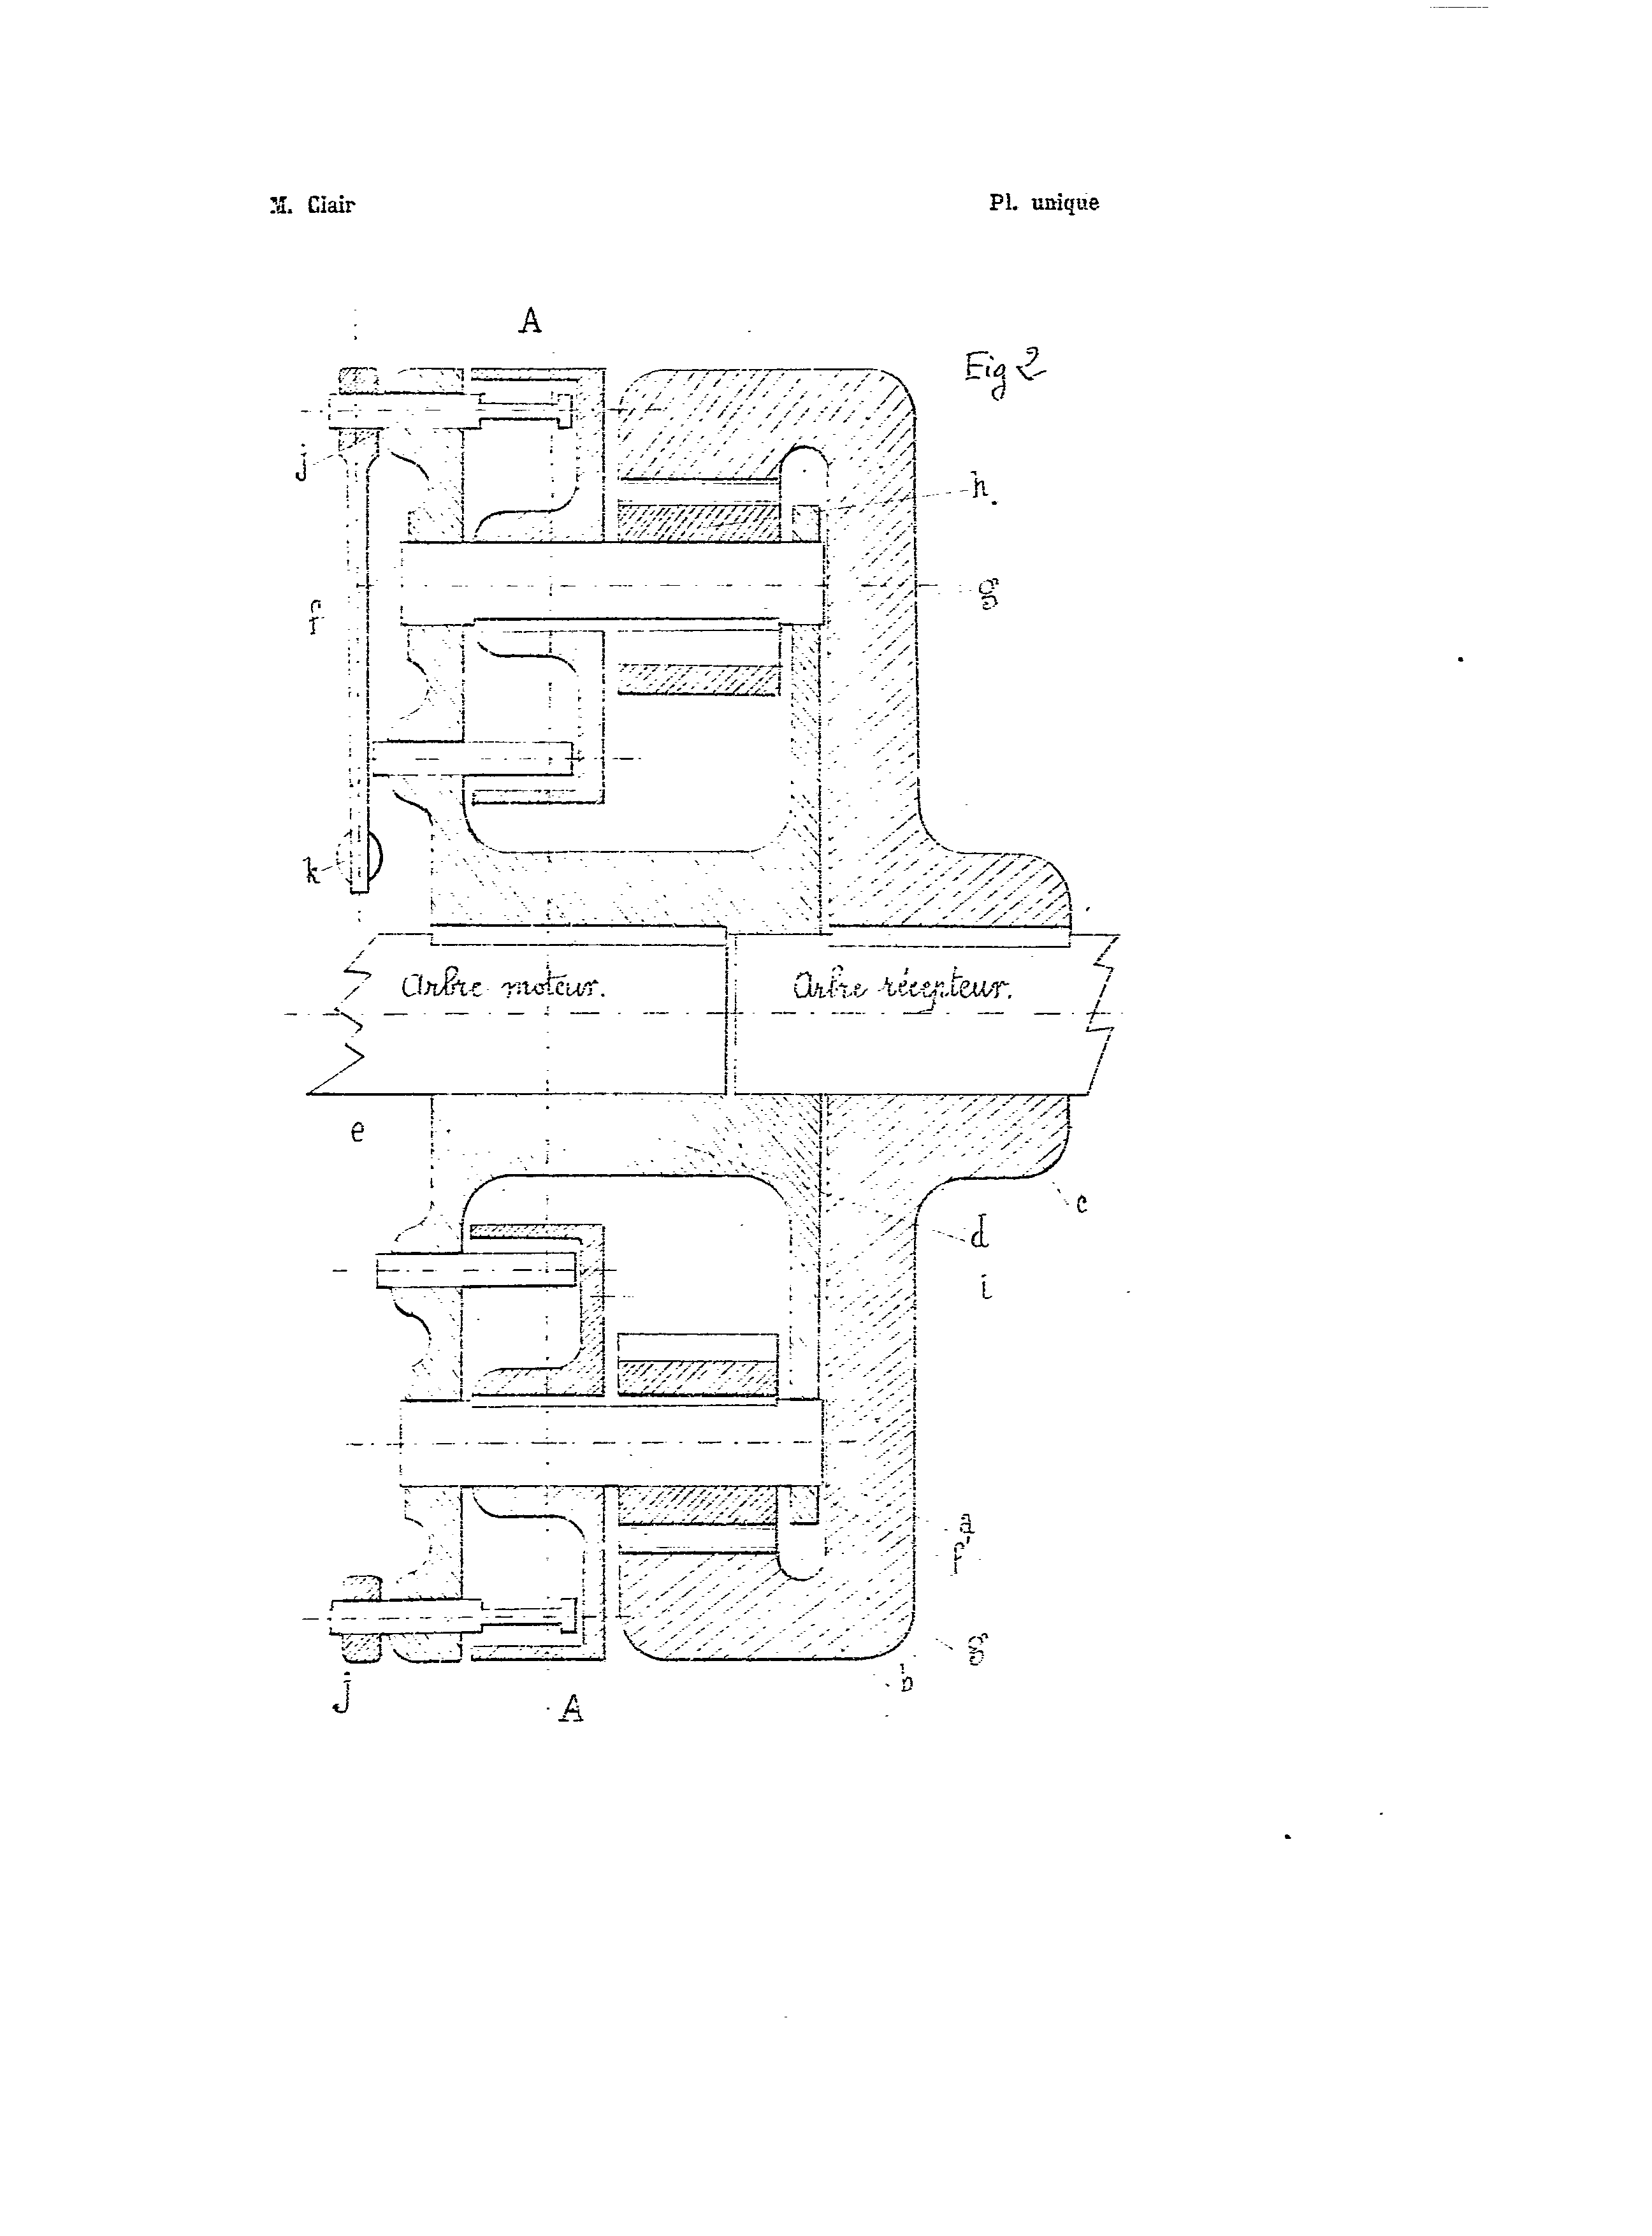 M. Clair
Pl. unique
A
Fig 2
j
h.
g
f
k
Arbre moteur.
Arbre récepteur.
e
c
d
i
a
f'
g
b
j
A